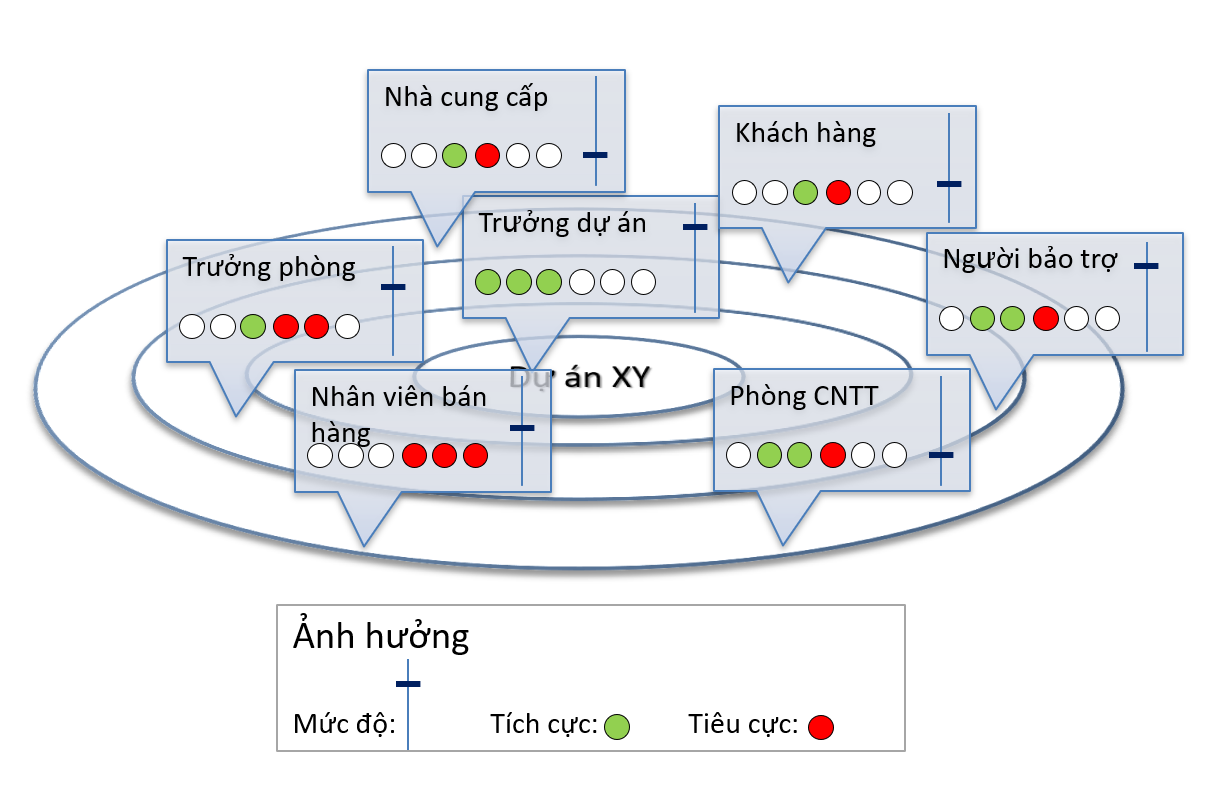 Nhà cung cấp
Khách hàng
Trưởng dự án
Người bảo trợ
Trưởng phòng
Dự án XY
Nhân viên bán
hàng
Phòng CNTT
Ảnh hưởng
Mức độ: Tích cực: Tiêu cực: